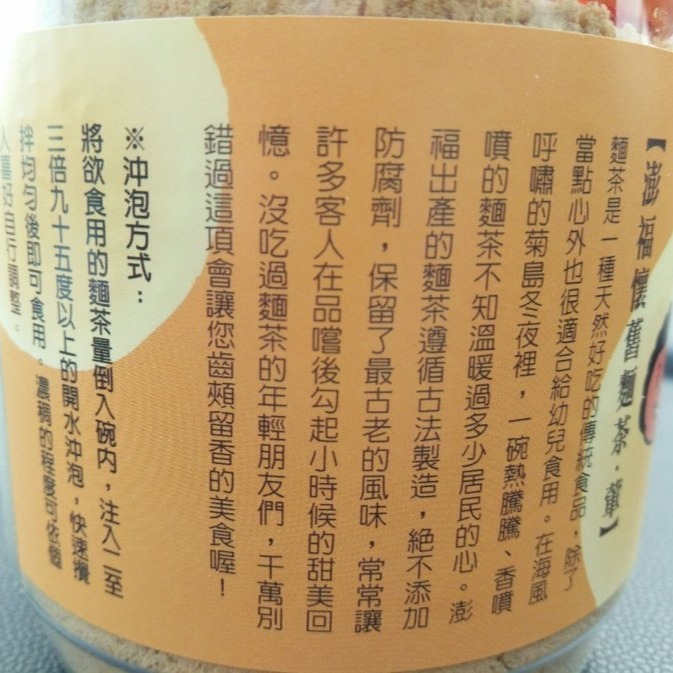 【澎福懷舊麵茶‧葷】
麵茶是一種天然好吃的傳統食品，除了
當點心外也很適合給幼兒食用。在海風
呼嘯的菊島冬夜裡，一碗熱騰騰、香噴
噴的麵茶不知溫暖過多少居民的心。澎
福出產的麵茶遵循古法製造，絕不添加
防腐劑，保留了最古老的風味，常常讓
許多客人在品嚐後勾起小時候的甜美回
憶。沒吃過麵茶的年輕朋友們，千萬別
錯過這項會讓您齒頰留香的美食喔！
※沖泡方式：
將欲食用的麵茶量倒入碗內，注入二至
三倍九十五度以上的開水沖泡，快速攪
拌均勻後即可食用。濃稠的程度可依個
人喜好自行調整。